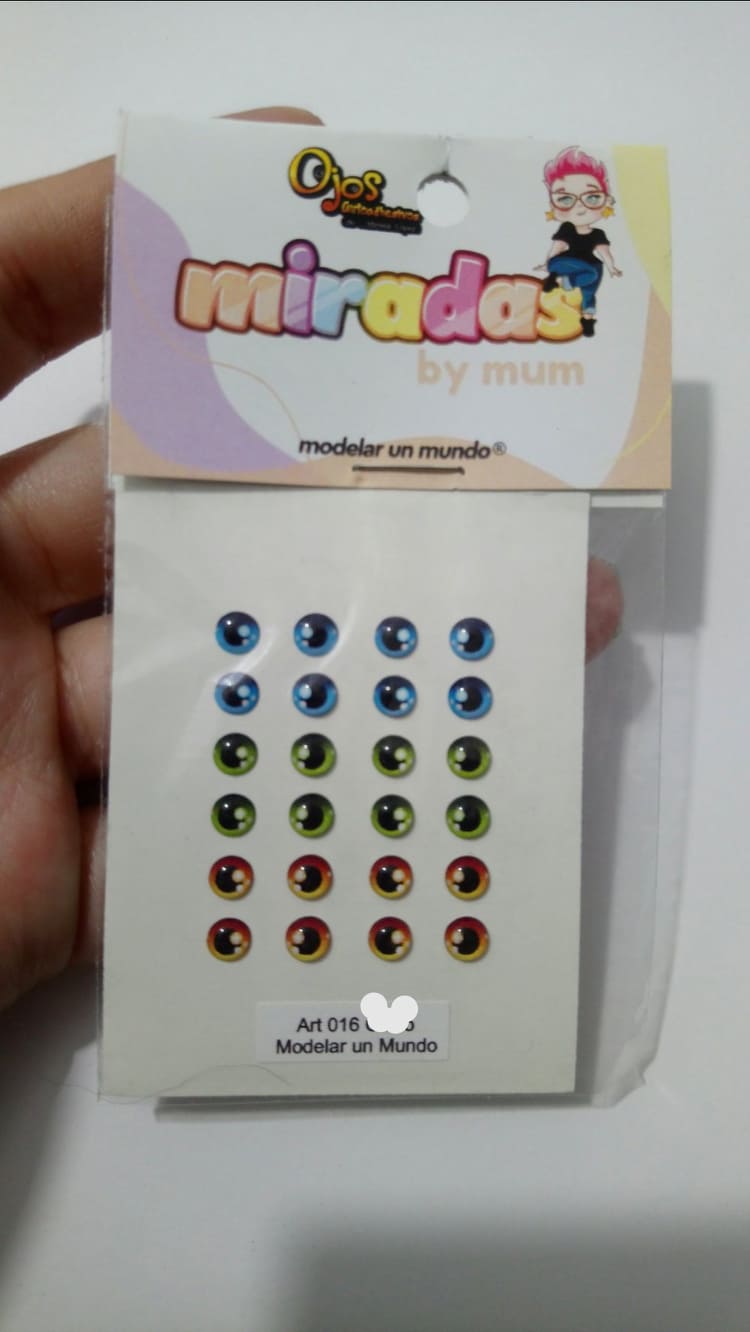 Ojos
miradas
by mum
modelar un mundo®
Art 016
Modelar un Mundo